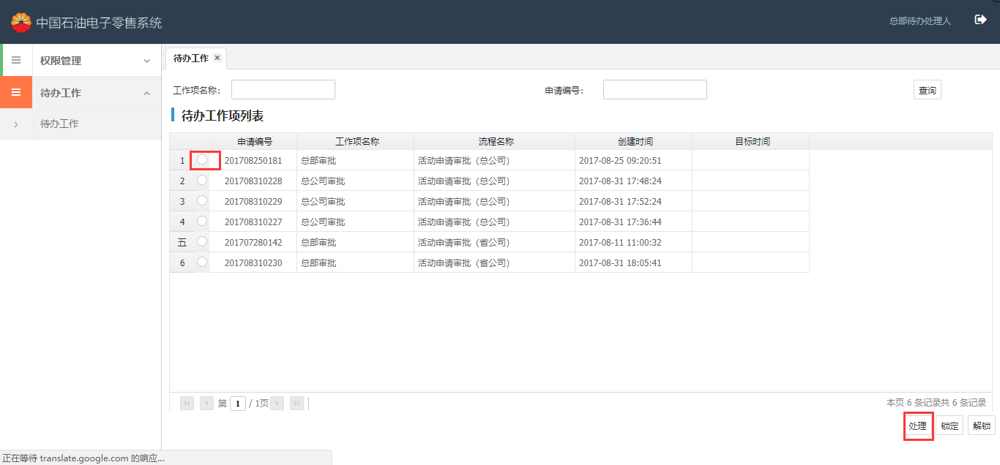 中国石油电子零售系统
总部待办处理人
权限管理
待办工作
待办工作
待办工作 ×
工作项名称：
申请编号：
查询
待办工作项列表
申请编号 工作项名称 流程名称 创建时间 目标时间
1 201708250181 总部审批 活动申请审批（总公司） 2017-08-25 09:20:51
2 201708310228 总公司审批 活动申请审批（总公司） 2017-08-31 17:48:24
3 201708310229 总公司审批 活动申请审批（总公司） 2017-08-31 17:52:24
4 201708310227 总公司审批 活动申请审批（总公司） 2017-08-31 17:36:44
五 201707280142 总部审批 活动申请审批（省公司） 2017-08-11 11:00:32
6 201708310230 总部审批 活动申请审批（省公司） 2017-08-31 18:05:41
第 1 / 1页
本页 6 条记录共 6 条记录
处理 锁定 解锁
正在等待 translate.google.com 的响应...